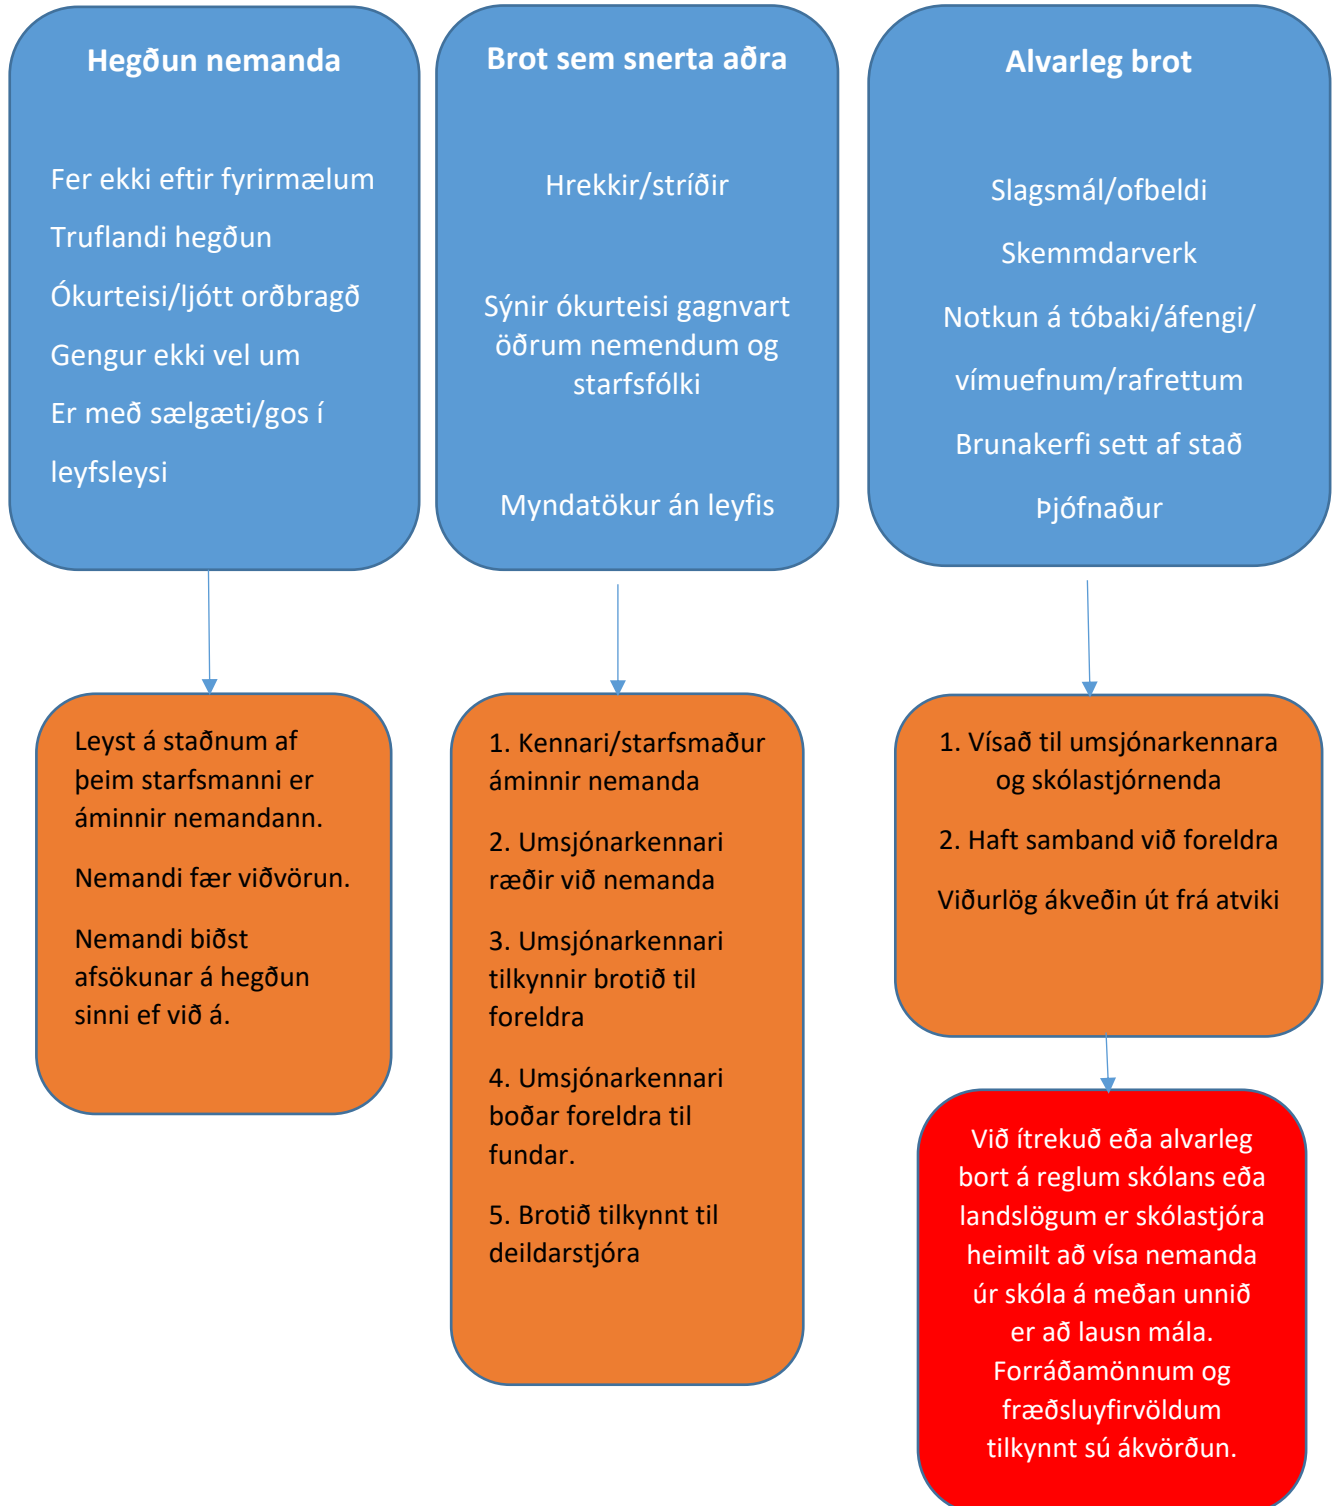 Hegðun nemanda
Fer ekki eftir fyrirmælum
Truflandi hegðun
Ókurteisi/ljótt orðbragð
Gengur ekki vel um
Er með sælgæti/gos í
leyfsleysi
Brot sem snerta aðra
Hrekkir/stríðir
Sýnir ókurteisi gagnvart
öðrum nemendum og
starfsfólki
Myndatökur án leyfis
Alvarleg brot
Slagsmál/ofbeldi
Skemmdarverk
Notkun á tóbaki/áfengi/
vímuefnum/rafrettum
Brunakerfi sett af stað
Þjófnaður
Leyst á staðnum af
þeim starfsmanni er
áminnir nemandann.
Nemandi fær viðvörun.
Nemandi biðst
afsökunar á hegðun
sinni ef við á.
1. Kennari/starfsmaður
áminnir nemanda
2. Umsjónarkennari
ræðir við nemanda
3. Umsjónarkennari
tilkynnir brotið til
foreldra
4. Umsjónarkennari
boðar foreldra til
fundar.
5. Brotið tilkynnt til
deildarstjóra
1. Vísað til umsjónarkennara
og skólastjórnenda
2. Haft samband við foreldra
Viðurlög ákveðin út frá atviki
Við ítrekuð eða alvarleg
bort á reglum skólans eða
landslögum er skólastjóra
heimilt að vísa nemanda
úr skóla á meðan unnið
er að lausn mála.
Forráðamönnum og
fræðsluyfirvöldum
tilkynnt sú ákvörðun.